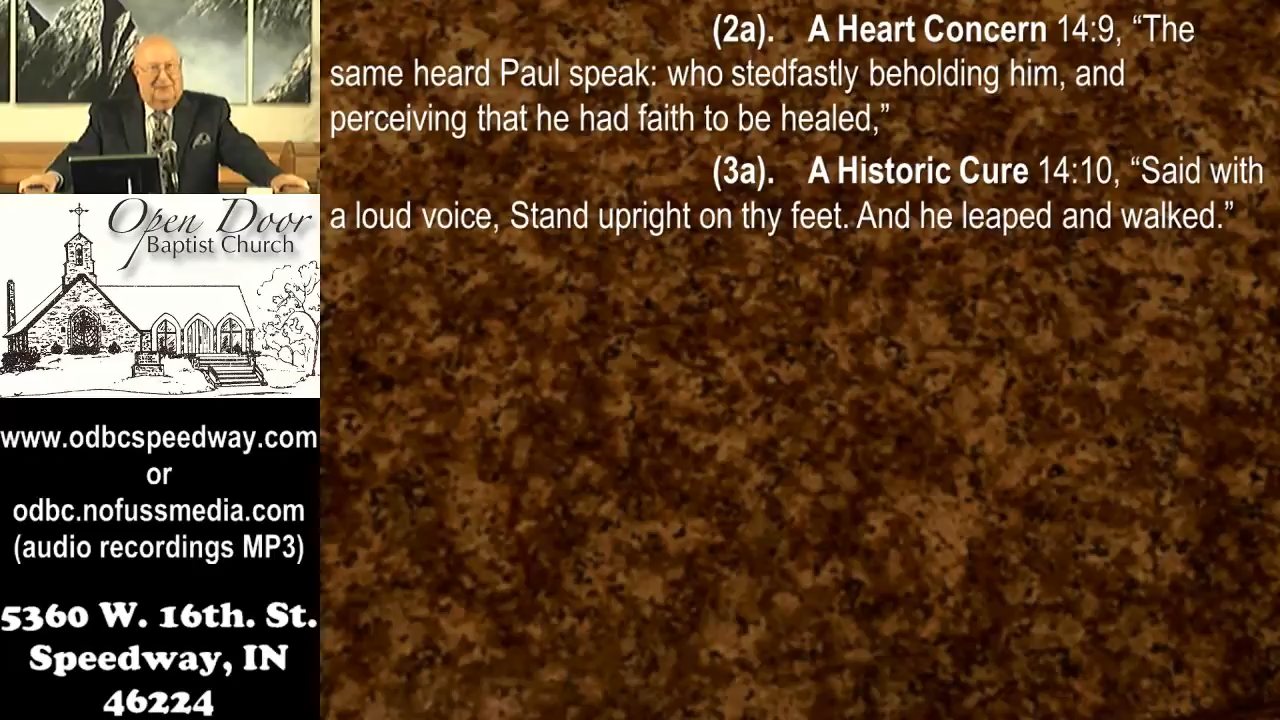 (2a). A Heart Concern 14:9, “The
same heard Paul speak: who stedfastly beholding him, and
perceiving that he had faith to be healed,”
(3a). A Historic Cure 14:10, “Said with
a loud voice, Stand upright on thy feet. And he leaped and walked.”
Open Door
Baptist Church
www.odbcspeedway.com
or
odbc.nofussmedia.com
(audio recordings MP3)
5360 W. 16th. St.
Speedway, IN
46224